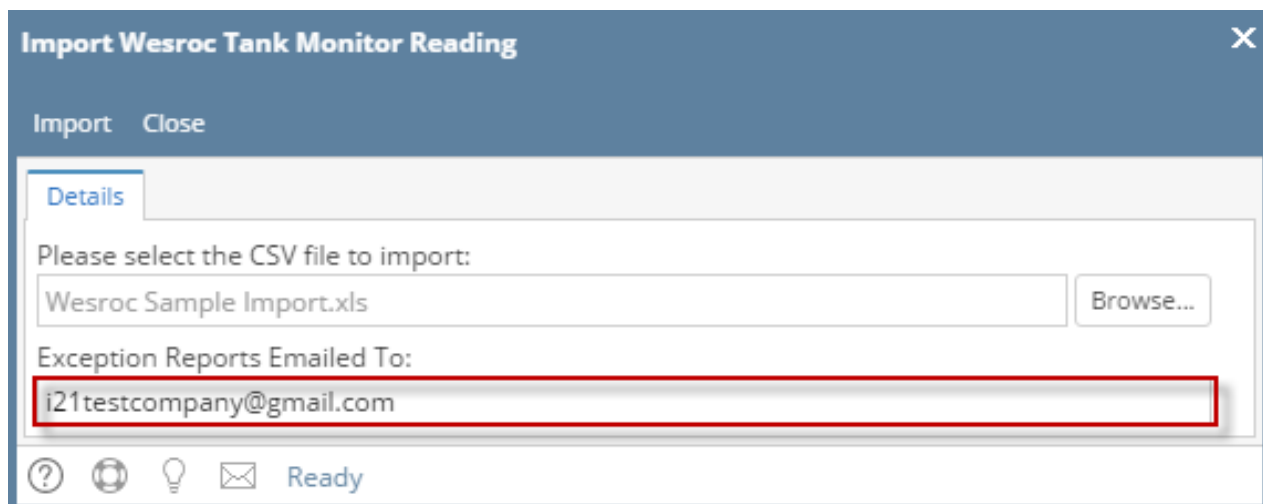 Import Wesroc Tank Monitor Reading
Import Close
Details
Please select the CSV file to import:
Wesroc Sample Import.xls Browse...
Exception Reports Emailed To:
i21testcompany@gmail.com
Ready